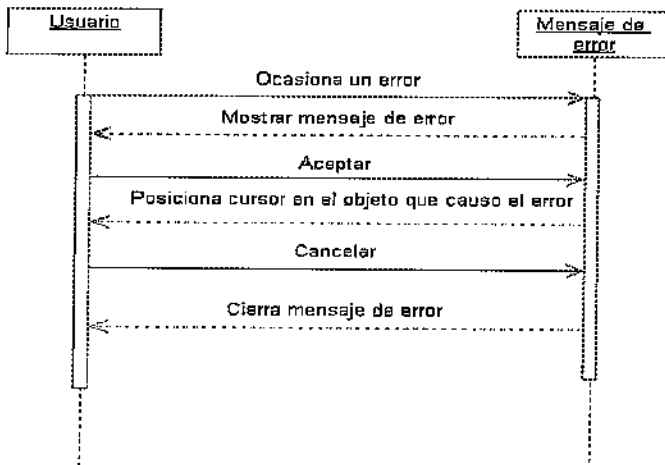 Usuario
Mensaje de
error
Ocasiona un error
Mostrar mensaje de error
Aceptar
Posiciona cursor en el objeto que causo el error
Cancelar
Cierra mensaje de error